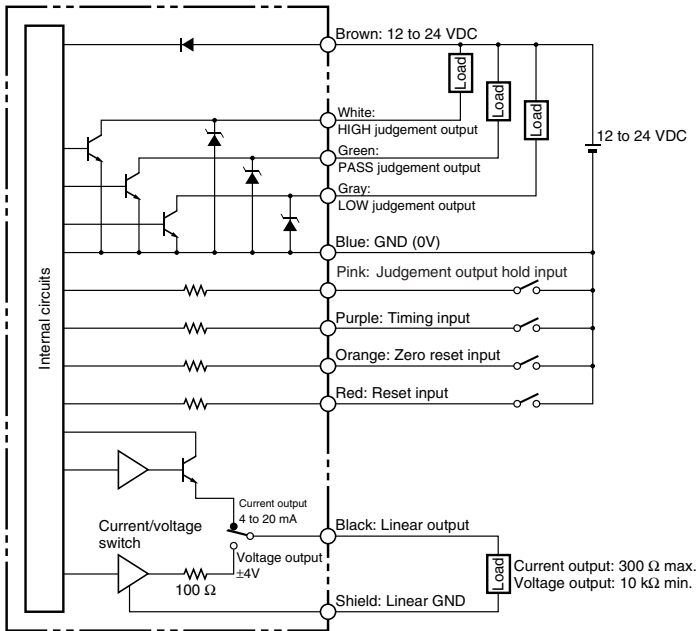 Brown: 12 to 24 VDC
Load
Load
Load
White:
HIGH judgement output
12 to 24 VDC
Green:
PASS judgement output
Gray:
LOW judgement output
Blue: GND (0V)
Pink: Judgement output hold input
Internal circuits
Purple: Timing input
Orange: Zero reset input
Red: Reset input
Current output
4 to 20 mA
Current/voltage
switch
Black: Linear output
Voltage output
±4V
100 Ω
Load
Current output: 300 Ω max.
Voltage output: 10 kΩ min.
Shield: Linear GND